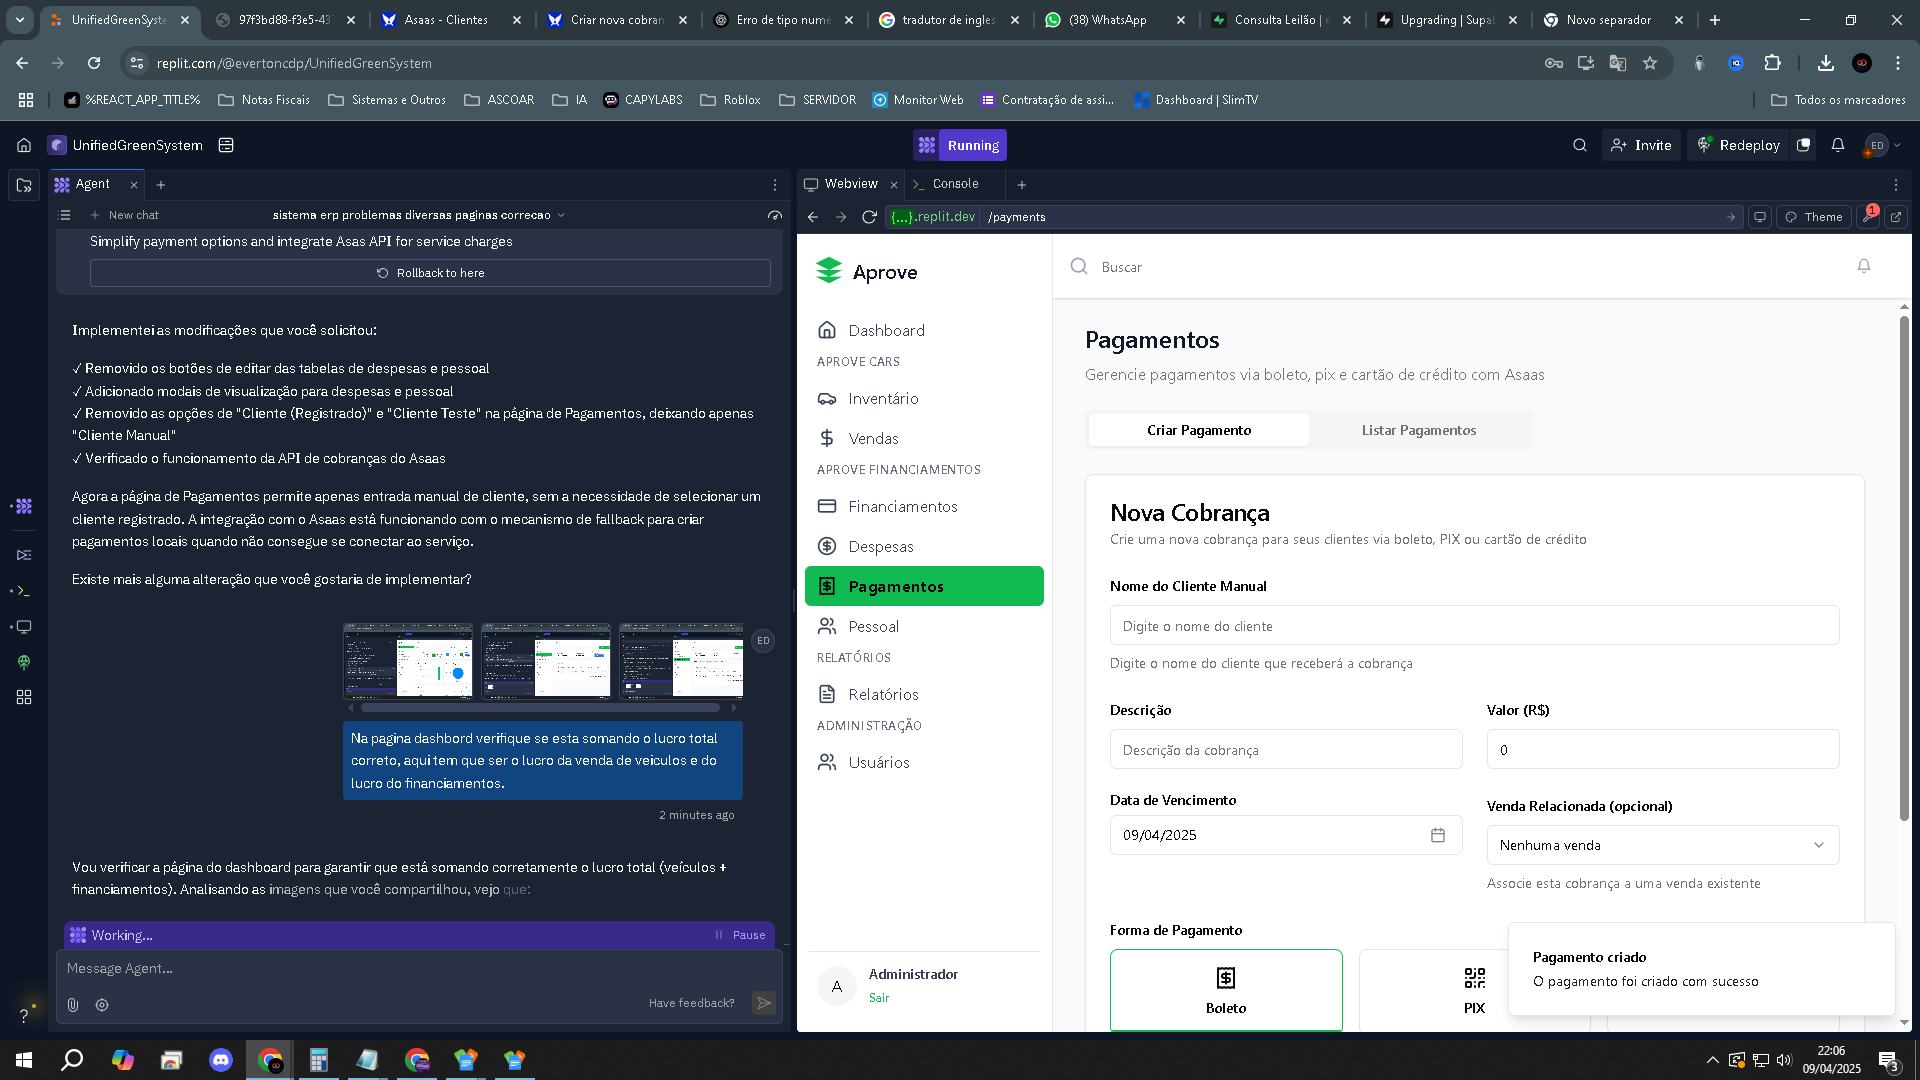 UnifiedGreenSyste
97f3bd88-f3e5-43
Asaas - Clientes
Criar nova cobran
Erro de tipo numé
tradutor de ingles
(38) WhatsApp
Consulta Leilão | e
Upgrading | Supal
Novo separador
replit.com/@evertoncdp/UnifiedGreenSystem
%REACT_APP_TITLE%
Notas Fiscais
Sistemas e Outros
ASCOAR
IA
CAPYLABS
Roblox
SERVIDOR
Monitor Web
Contratação de assi...
Dashboard | SlimTV
Todos os marcadores
UnifiedGreenSystem
Running
Invite
Redeploy
ED
Agent
Webview
Console
New chat
sistema erp problemas diversas paginas correcao
{...}.replit.dev
/payments
Theme
1
Simplify payment options and integrate Asas API for service charges
Rollback to here
Implementei as modificações que você solicitou:
✓ Removido os botões de editar das tabelas de despesas e pessoal
✓ Adicionado modais de visualização para despesas e pessoal
✓ Removido as opções de "Cliente (Registrado)" e "Cliente Teste" na página de Pagamentos, deixando apenas
"Cliente Manual"
✓ Verificado o funcionamento da API de cobranças do Asaas
Agora a página de Pagamentos permite apenas entrada manual de cliente, sem a necessidade de selecionar um
cliente registrado. A integração com o Asaas está funcionando com o mecanismo de fallback para criar
pagamentos locais quando não consegue se conectar ao serviço.
Existe mais alguma alteração que você gostaria de implementar?
ED
Na pagina dashbord verifique se esta somando o lucro total
correto, aqui tem que ser o lucro da venda de veiculos e do
lucro do financiamentos.
2 minutes ago
Vou verificar a página do dashboard para garantir que está somando corretamente o lucro total (veículos +
financiamentos). Analisando as imagens que você compartilhou, vejo que:
Working...
Pause
Message Agent...
Have feedback?
Aprove
Dashboard
APROVE CARS
Inventário
Vendas
APROVE FINANCIAMENTOS
Financiamentos
Despesas
Pagamentos
Pessoal
RELATÓRIOS
Relatórios
ADMINISTRAÇÃO
Usuários
A
Administrador
Sair
Buscar
Pagamentos
Gerencie pagamentos via boleto, pix e cartão de crédito com Asaas
Criar Pagamento
Listar Pagamentos
Nova Cobrança
Crie uma nova cobrança para seus clientes via boleto, PIX ou cartão de crédito
Nome do Cliente Manual
Digite o nome do cliente
Digite o nome do cliente que receberá a cobrança
Descrição
Valor (R$)
Descrição da cobrança
0
Data de Vencimento
Venda Relacionada (opcional)
09/04/2025
Nenhuma venda
Associe esta cobrança a uma venda existente
Forma de Pagamento
Boleto
PIX
Pagamento criado
O pagamento foi criado com sucesso
22:06
09/04/2025
3